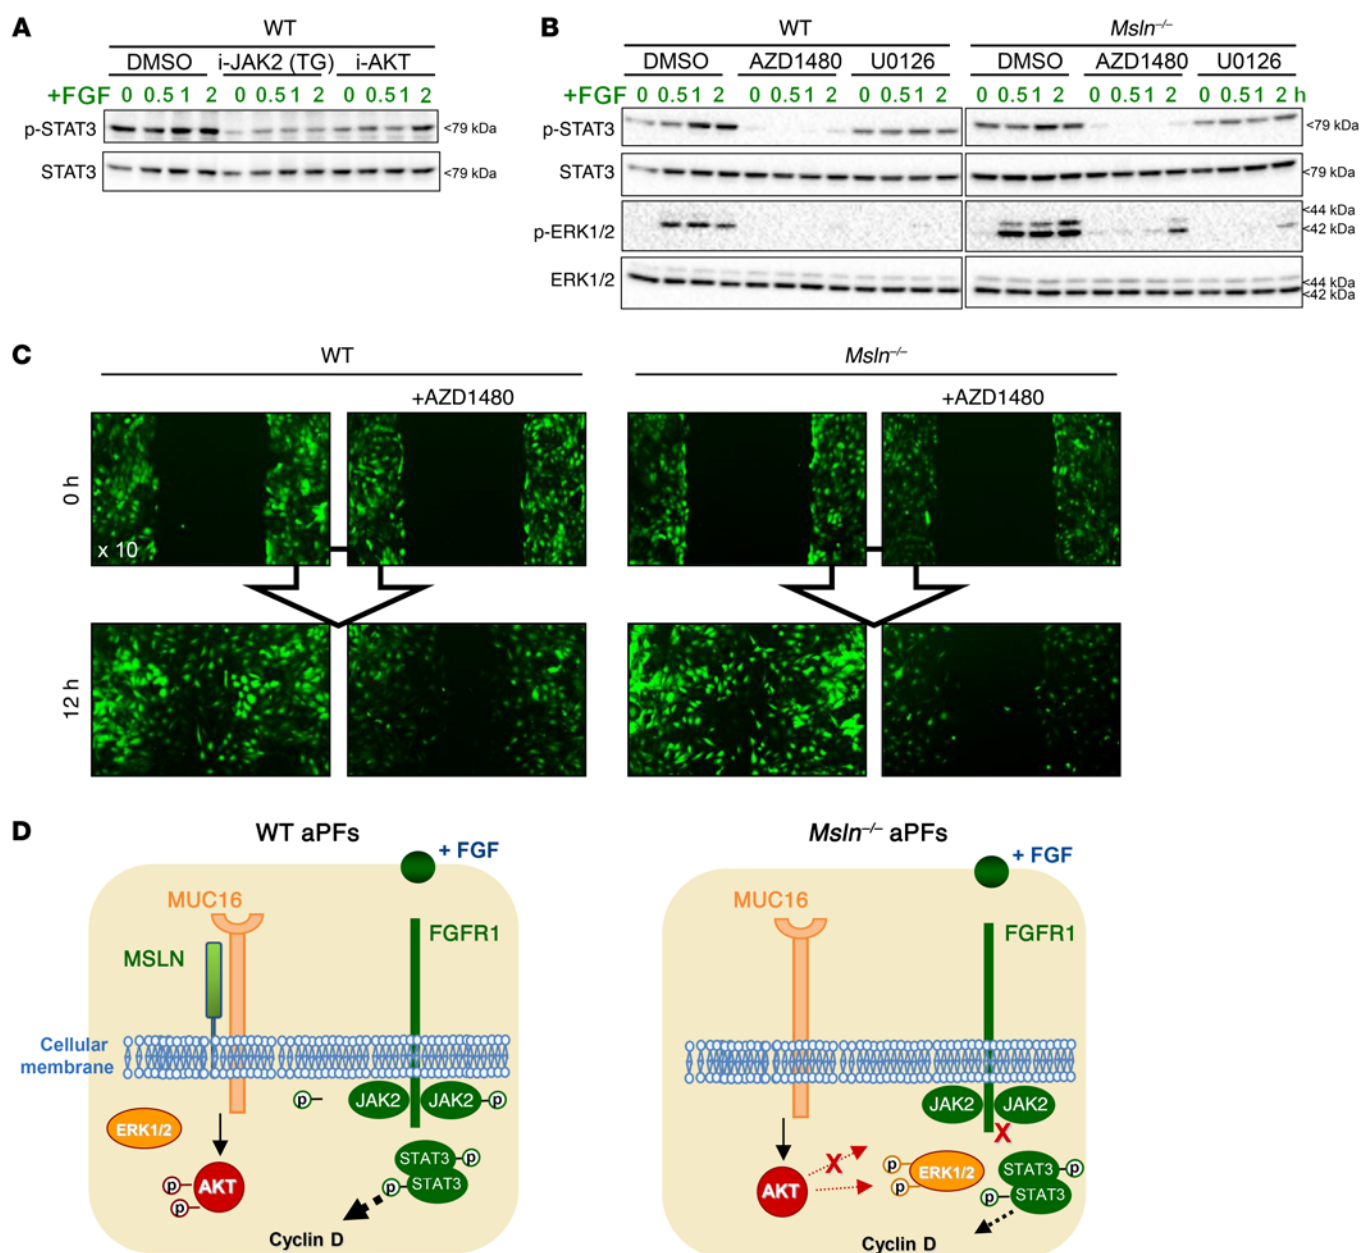 A
WT
DMSO i-JAK2 (TG) i-AKT
+FGF 0 0.5 1 2 0 0.5 1 2 0 0.5 1 2
p-STAT3 <79 kDa
STAT3 <79 kDa
B
WT Msln–/–
DMSO AZD1480 U0126 DMSO AZD1480 U0126
+FGF 0 0.5 1 2 0 0.5 1 2 0 0.5 1 2 0 0.5 1 2 0 0.5 1 2 0 0.5 1 2 h
p-STAT3 <79 kDa
STAT3 <79 kDa
<44 kDa
p-ERK1/2 <42 kDa
ERK1/2 <44 kDa
<42 kDa
C
WT Msln–/–
+AZD1480 +AZD1480
0 h
x 10
12 h
D
WT aPFs
+ FGF
MUC16
FGFR1
MSLN
Cellular
membrane
p JAK2 JAK2 p
ERK1/2
STAT3 p
p AKT p STAT3
p
Cyclin D
Msln–/– aPFs
+ FGF
MUC16
FGFR1
JAK2 JAK2
X
X p ERK1/2 STAT3 p
AKT p p STAT3
Cyclin D